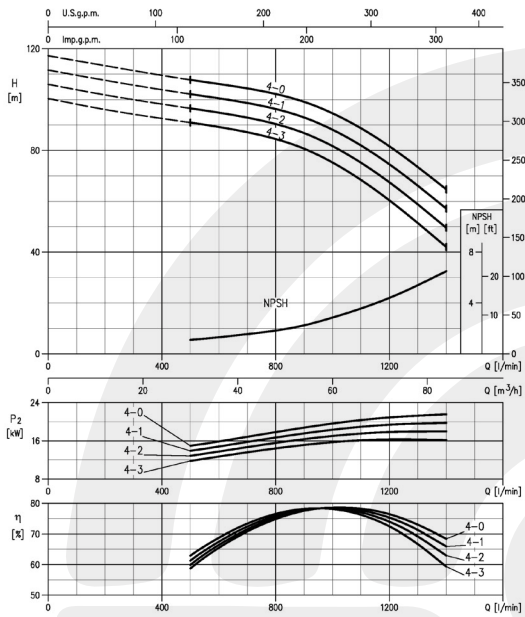 0 U.S.g.p.m. 100 200 300 400
0 Imp.g.p.m. 100 200 300
120
H
[m]
80
40
0
350
300
250
200
150
100
50
0
4-0
4-1
4-2
4-3
NPSH
[m] [ft]
8
20
4
10
NPSH
400 800 1200 Q [l/min]
0 20 40 60 80 Q [m³/h]
24
P2
[kW]
16
8
4-0
4-1
4-2
4-3
400 800 1200 Q [l/min]
80
η
[%]
70
60
50
4-0
4-1
4-2
4-3
0 400 800 1200 Q [l/min]